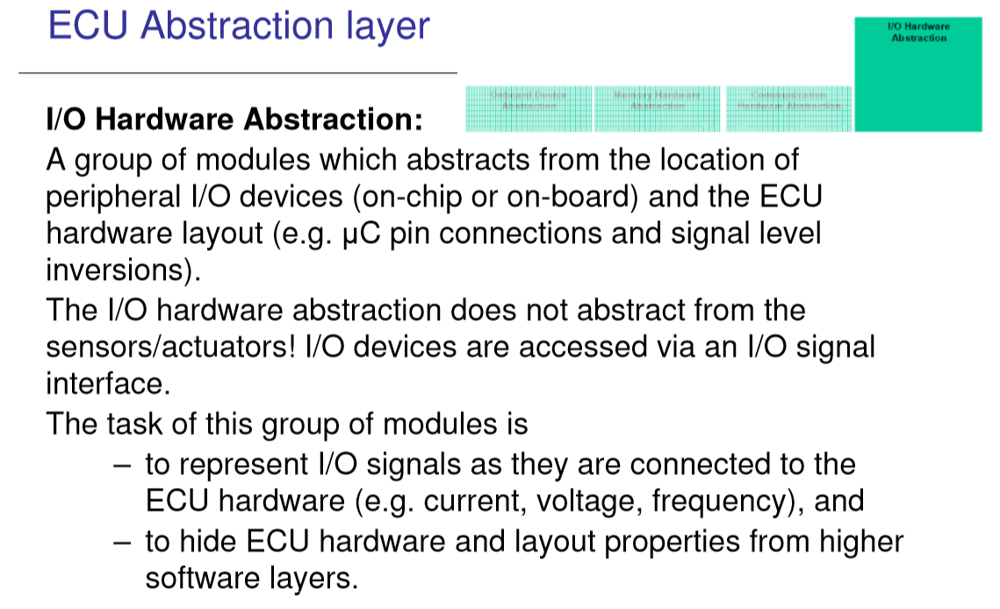 ECU Abstraction layer
I/O Hardware
Abstraction
Onboard Device
Abstraction
Memory Hardware
Abstraction
Communication
Hardware Abstraction
I/O Hardware Abstraction:
A group of modules which abstracts from the location of
peripheral I/O devices (on-chip or on-board) and the ECU
hardware layout (e.g. µC pin connections and signal level
inversions).
The I/O hardware abstraction does not abstract from the
sensors/actuators! I/O devices are accessed via an I/O signal
interface.
The task of this group of modules is
– to represent I/O signals as they are connected to the
ECU hardware (e.g. current, voltage, frequency), and
– to hide ECU hardware and layout properties from higher
software layers.